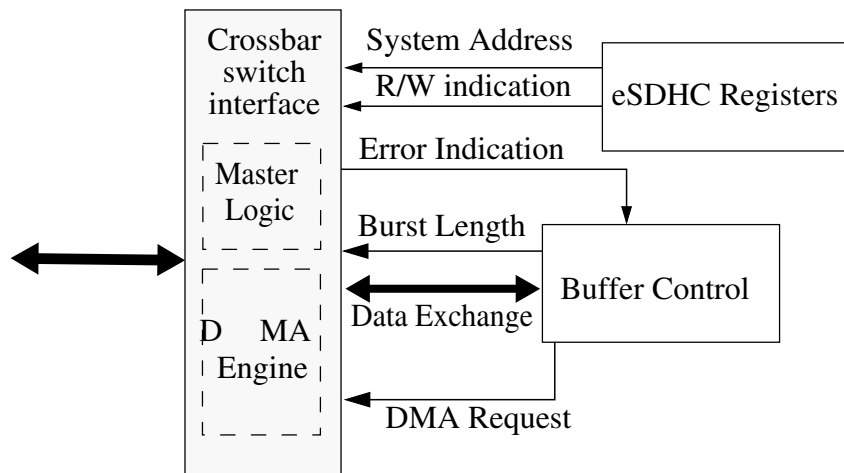 Crossbar
switch
interface
System Address
R/W indication
eSDHC Registers
Error Indication
Master
Logic
Burst Length
Buffer Control
Data Exchange
D MA
Engine
DMA Request